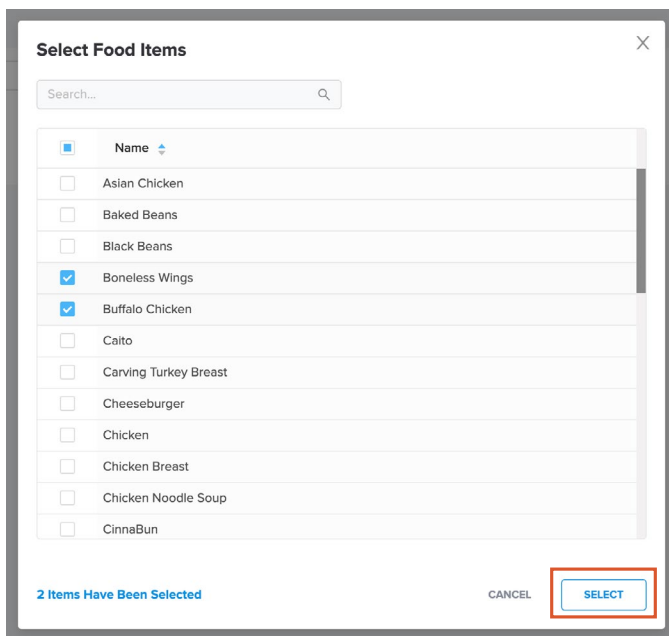 Select Food Items
X
Search...
Name
Asian Chicken
Baked Beans
Black Beans
Boneless Wings
Buffalo Chicken
Caito
Carving Turkey Breast
Cheeseburger
Chicken
Chicken Breast
Chicken Noodle Soup
CinnaBun
2 Items Have Been Selected CANCEL SELECT